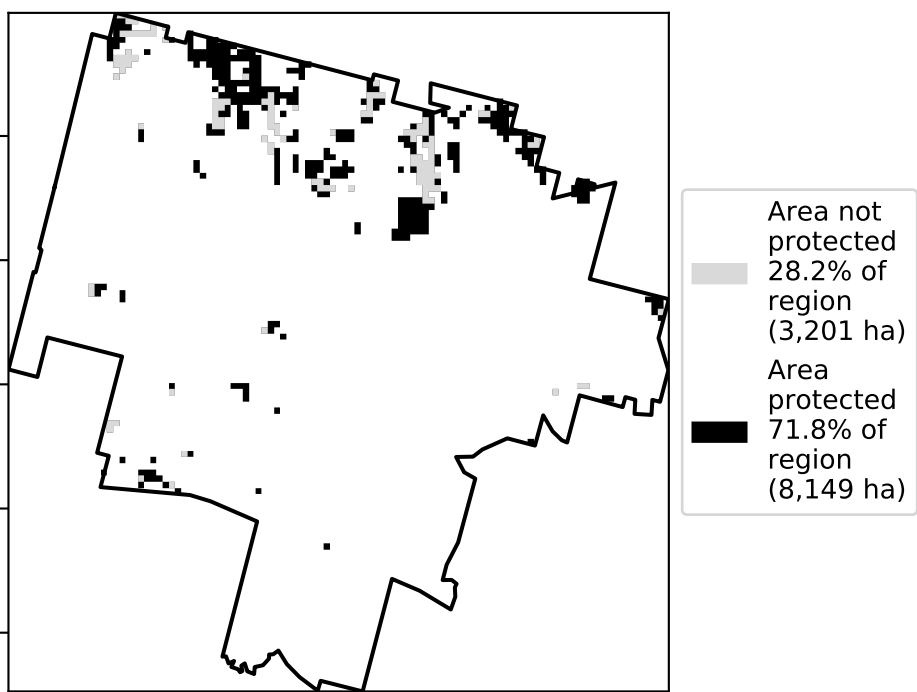 Area not
protected
28.2% of
region
(3,201 ha)
Area
protected
71.8% of
region
(8,149 ha)